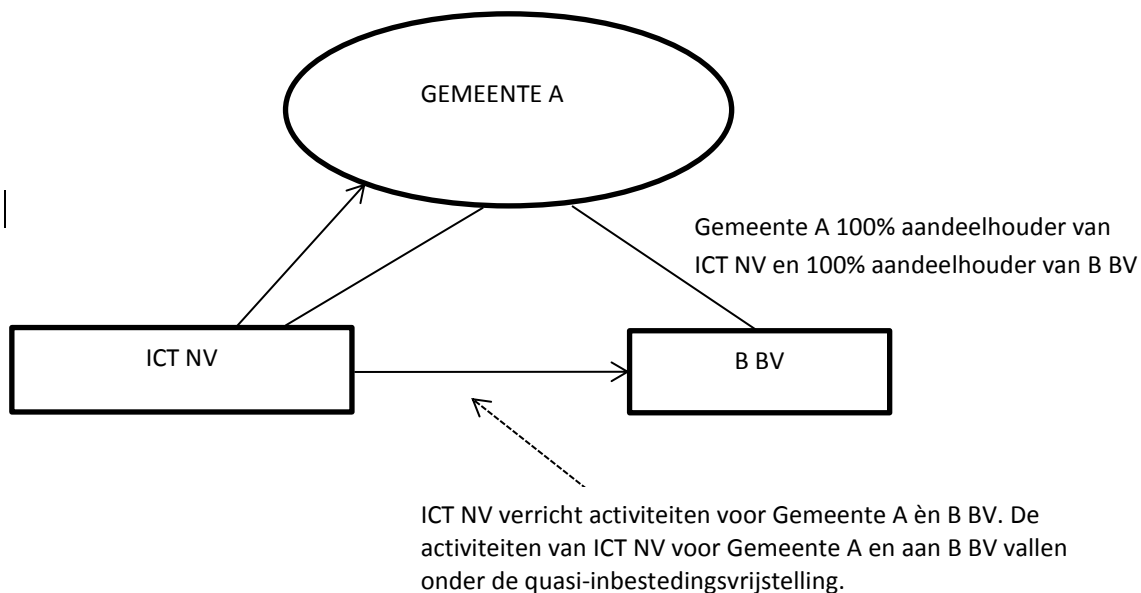 GEMEENTE A
Gemeente A 100% aandeelhouder van
ICT NV en 100% aandeelhouder van B BV
ICT NV
B BV
ICT NV verricht activiteiten voor Gemeente A èn B BV. De
activiteiten van ICT NV voor Gemeente A en aan B BV vallen
onder de quasi-inbestedingsvrijstelling.